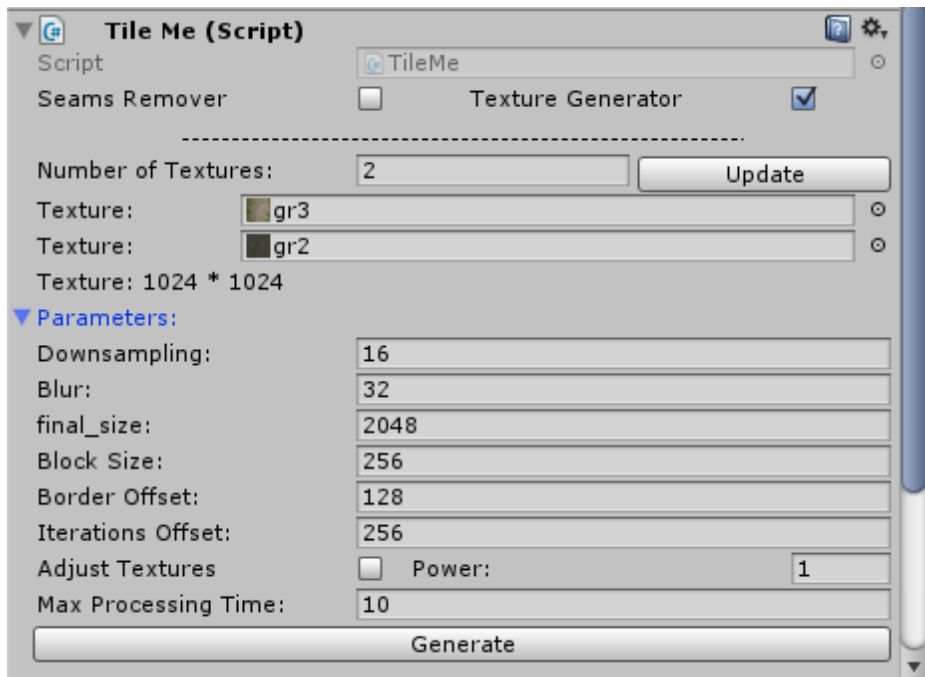 Tile Me (Script)
Script TileMe
Seams Remover Texture Generator
Number of Textures: 2 Update
Texture: gr3
Texture: gr2
Texture: 1024 * 1024
Parameters:
Downsampling: 16
Blur: 32
final_size: 2048
Block Size: 256
Border Offset: 128
Iterations Offset: 256
Adjust Textures Power: 1
Max Processing Time: 10
Generate